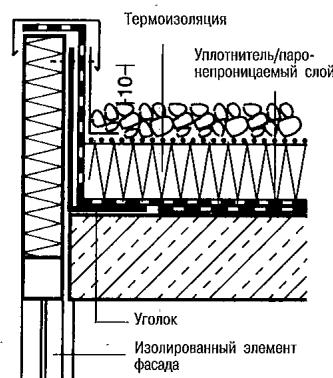 Термоизоляция
Уплотнитель/паро-
непроницаемый слой
10
Уголок
Изолированный элемент
фасада